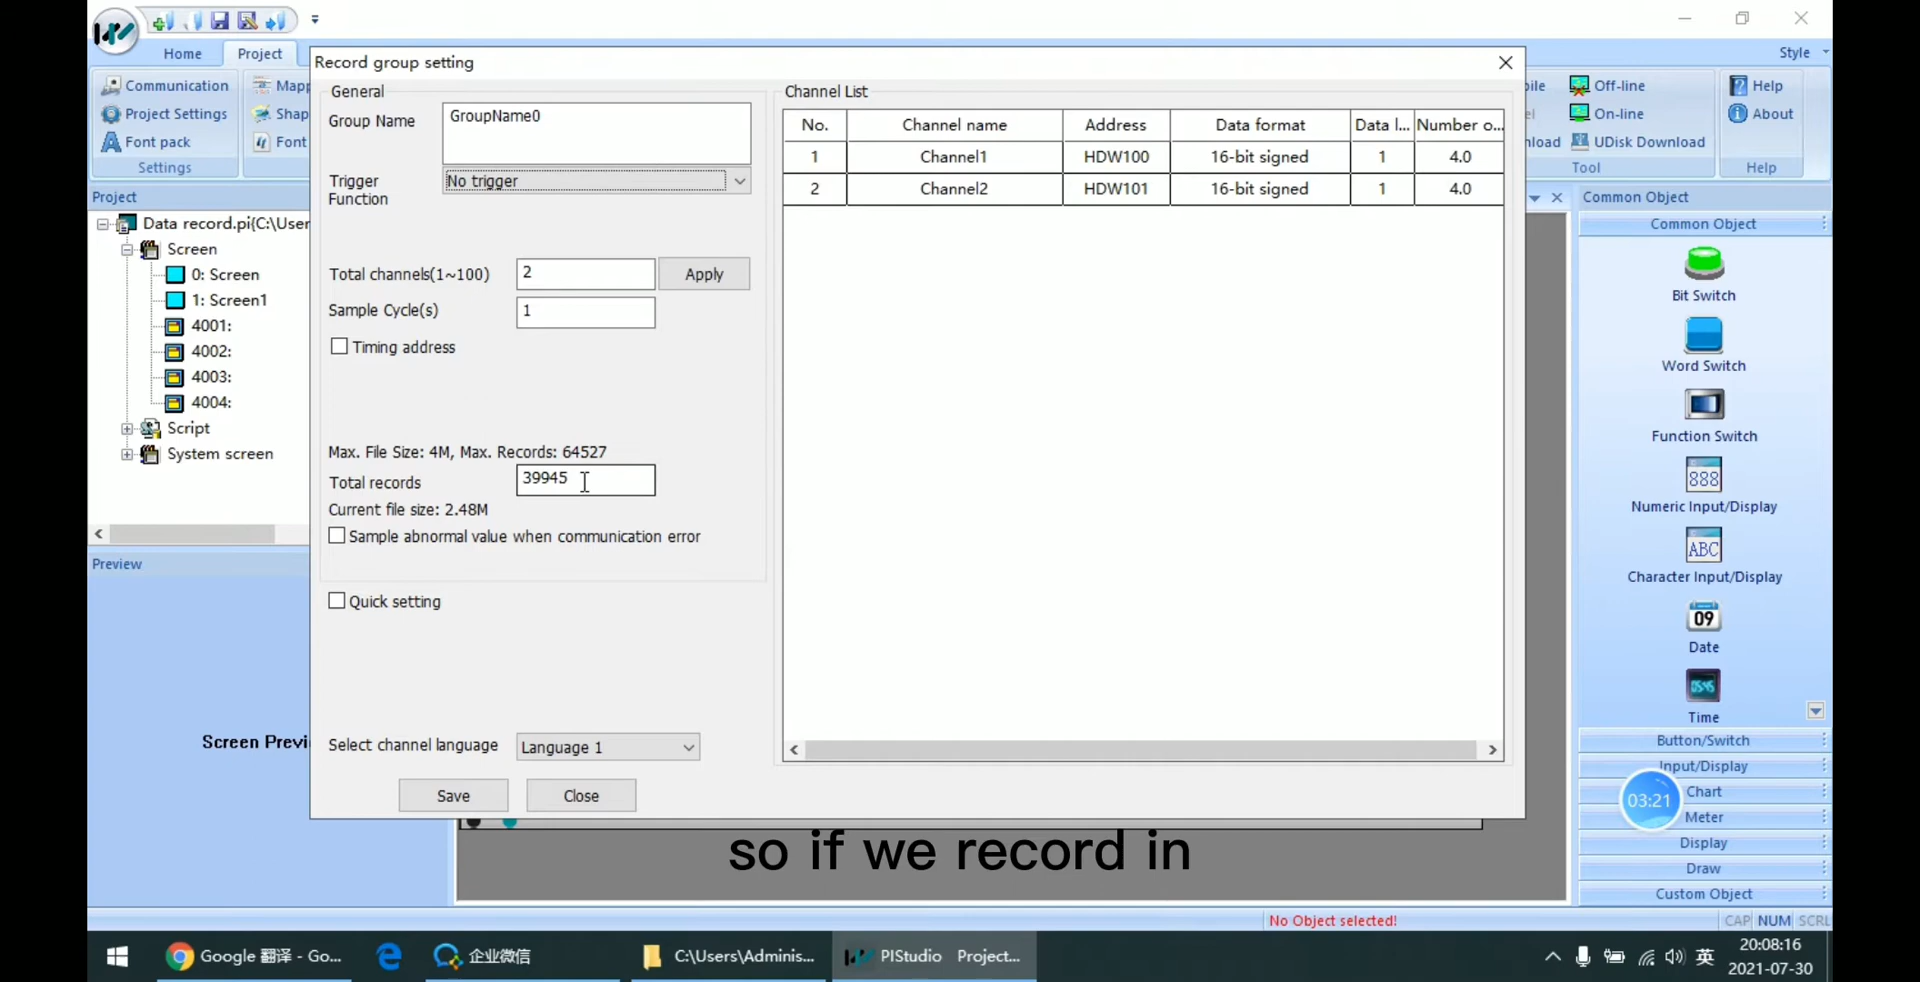 Home
Project
Style
Communication
Project Settings
Font pack
Settings
Mapp
Shap
Font
Record group setting
General
Group Name
GroupName0
Trigger
Function
No trigger
Total channels(1~100)
2
Apply
Sample Cycle(s)
1
Timing address
Max. File Size: 4M, Max. Records: 64527
Total records
39945
Current file size: 2.48M
Sample abnormal value when communication error
Quick setting
Select channel language
Language 1
Save
Close
Channel List
No. Channel name Address Data format Data l... Number o...
1 Channel1 HDW100 16-bit signed 1 4.0
2 Channel2 HDW101 16-bit signed 1 4.0
ile
el
nload
Off-line
On-line
UDisk Download
Tool
Help
About
Help
Project
Data record.pi{C:\User
Screen
0: Screen
1: Screen1
4001:
4002:
4003:
4004:
Script
System screen
Preview
Screen Previ
Common Object
Common Object
Bit Switch
Word Switch
Function Switch
888
Numeric Input/Display
ABC
Character Input/Display
09
Date
05:45
Time
Button/Switch
Input/Display
Chart
Meter
Display
Draw
Custom Object
03:21
so if we record in
No Object selected!
CAP NUM SCRL
Google 翻译 - Go...
企业微信
C:\Users\Adminis...
PIStudio Project...
英
20:08:16
2021-07-30